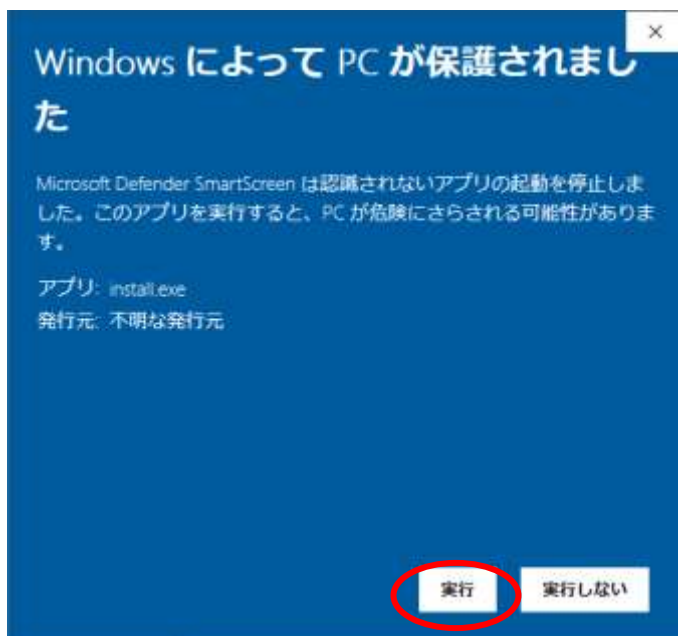 ×
Windows によって PC が保護されまし
た
Microsoft Defender SmartScreen は認識されないアプリの起動を停止しま
した。このアプリを実行すると、PC が危険にさらされる可能性がありま
す。
アプリ: install.exe
発行元: 不明な発行元
実行 実行しない